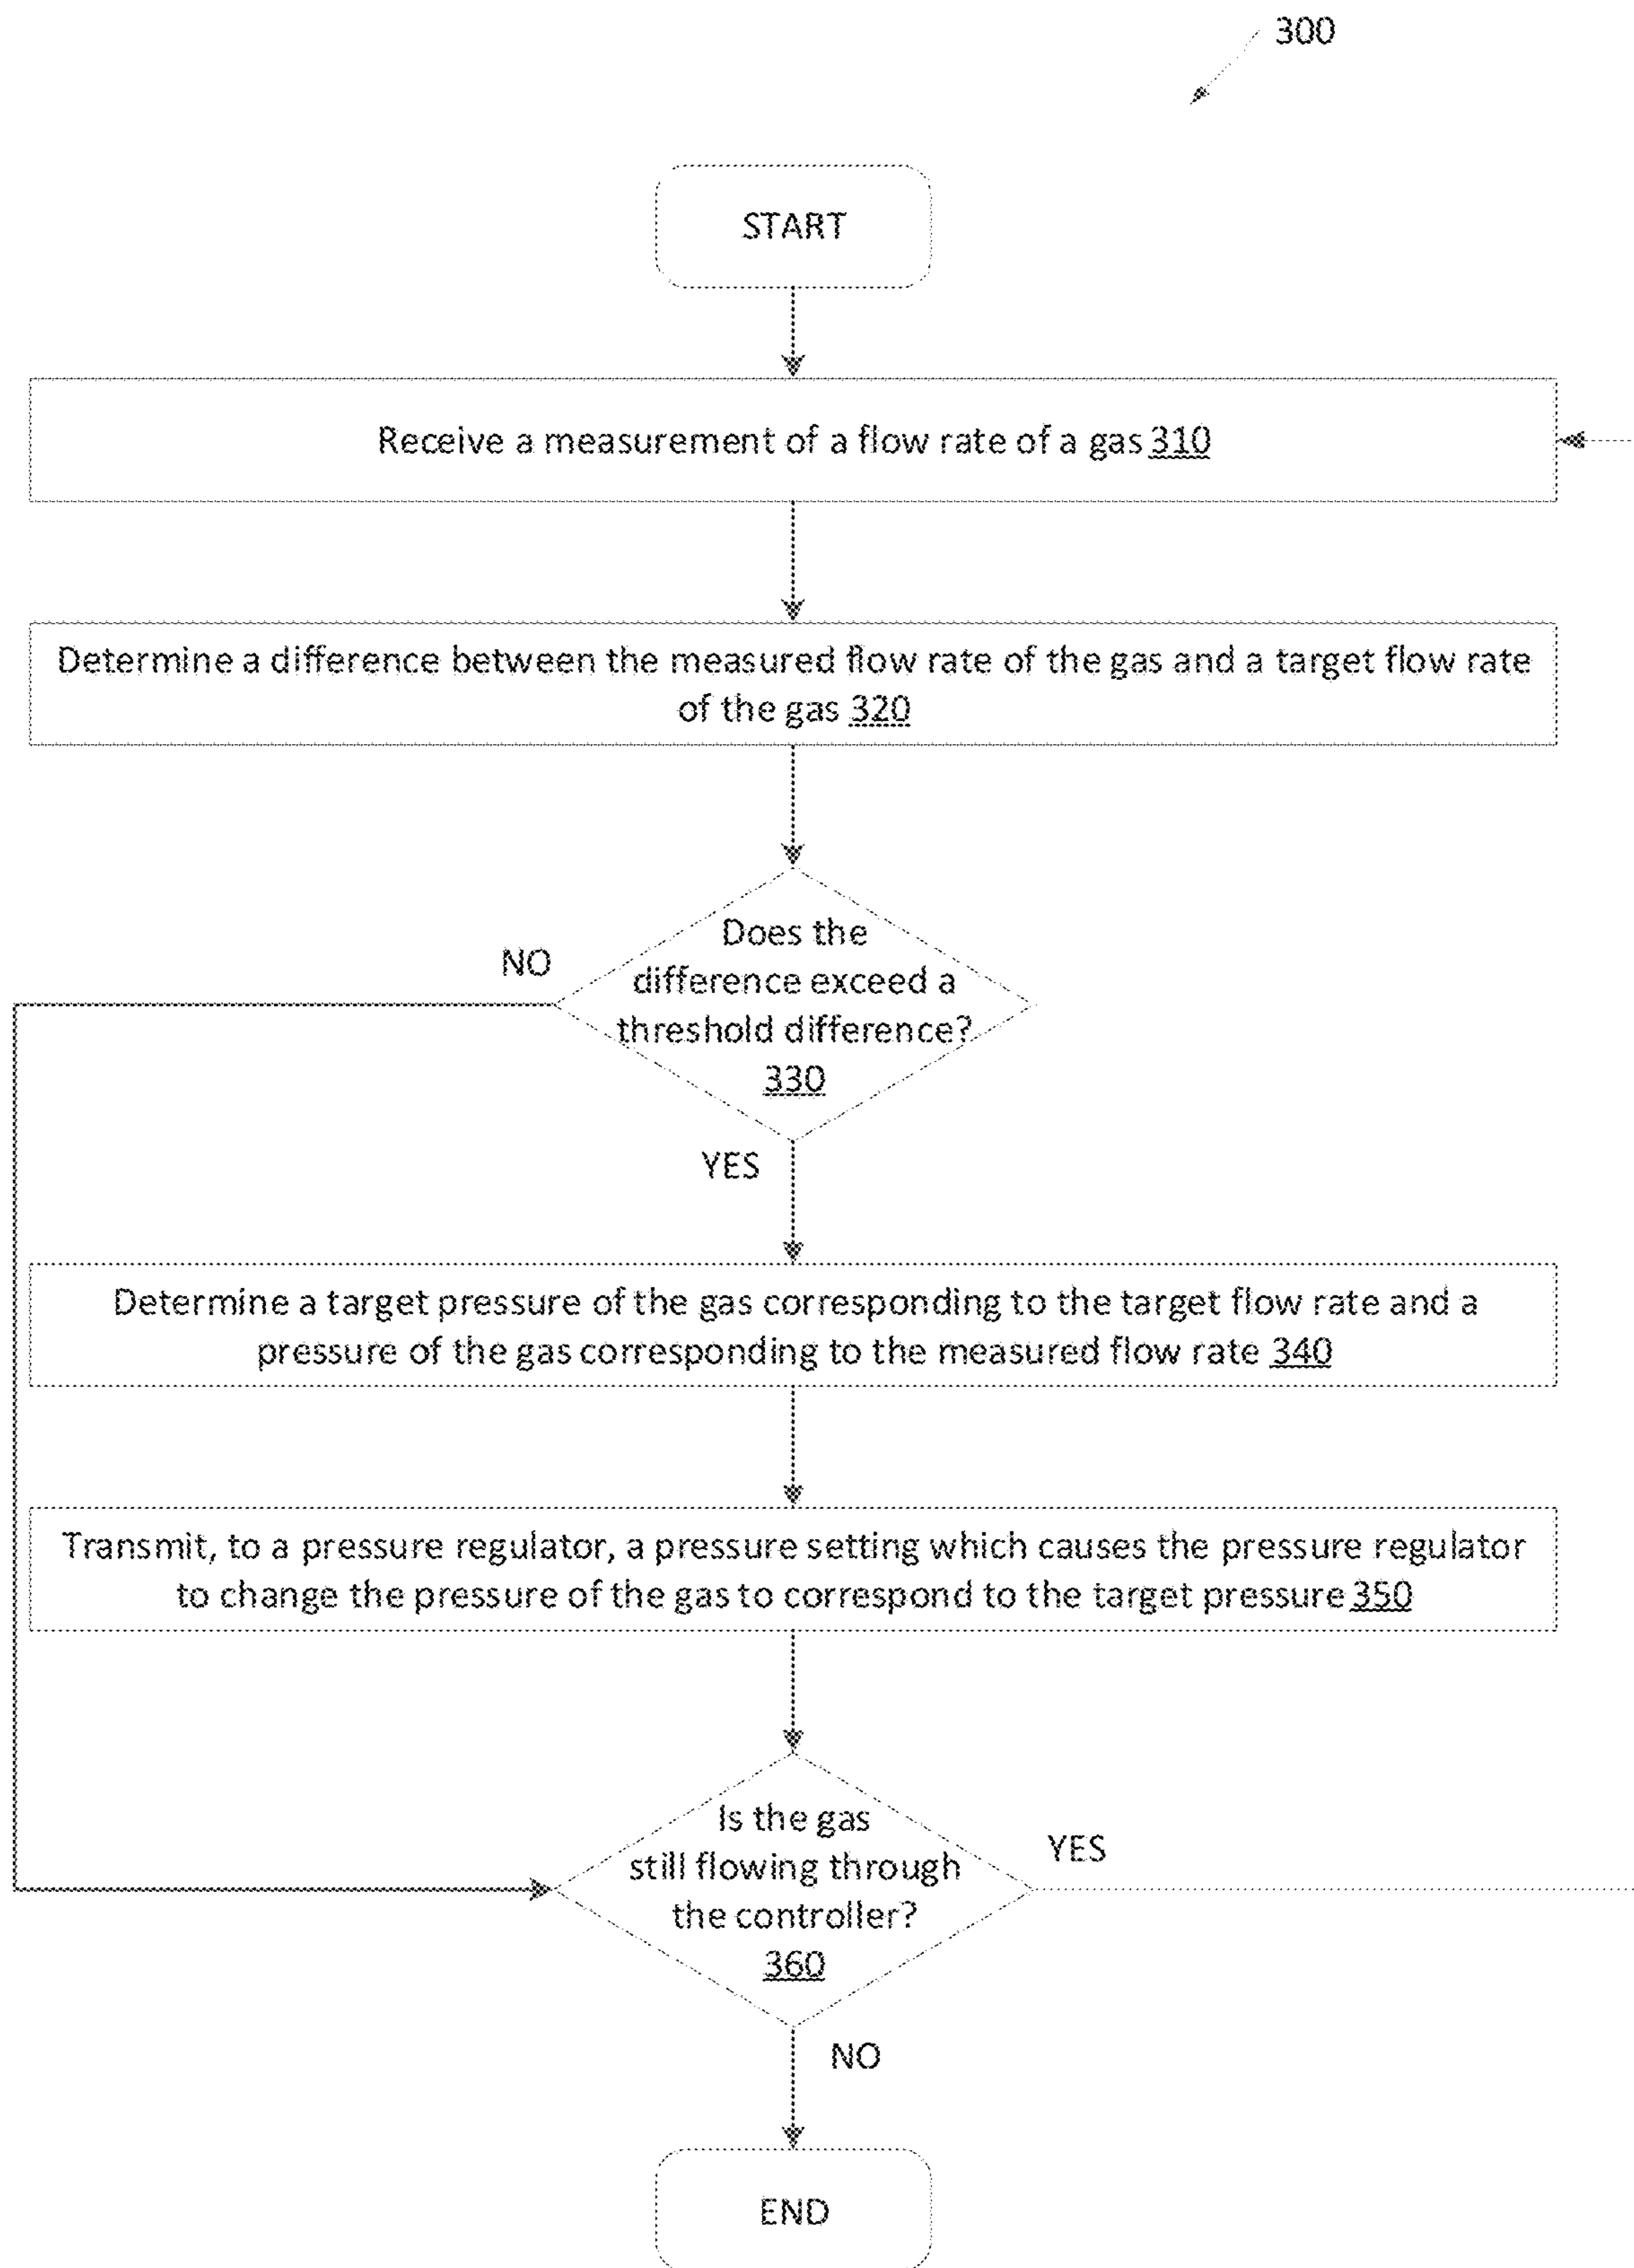 300
START
Receive a measurement of a flow rate of a gas 310
Determine a difference between the measured flow rate of the gas and a target flow rate
of the gas 320
Does the
difference exceed a
threshold difference?
330
NO
YES
Determine a target pressure of the gas corresponding to the target flow rate and a
pressure of the gas corresponding to the measured flow rate 340
Transmit, to a pressure regulator, a pressure setting which causes the pressure regulator
to change the pressure of the gas to correspond to the target pressure 350
Is the gas
still flowing through
the controller?
360
YES
NO
END